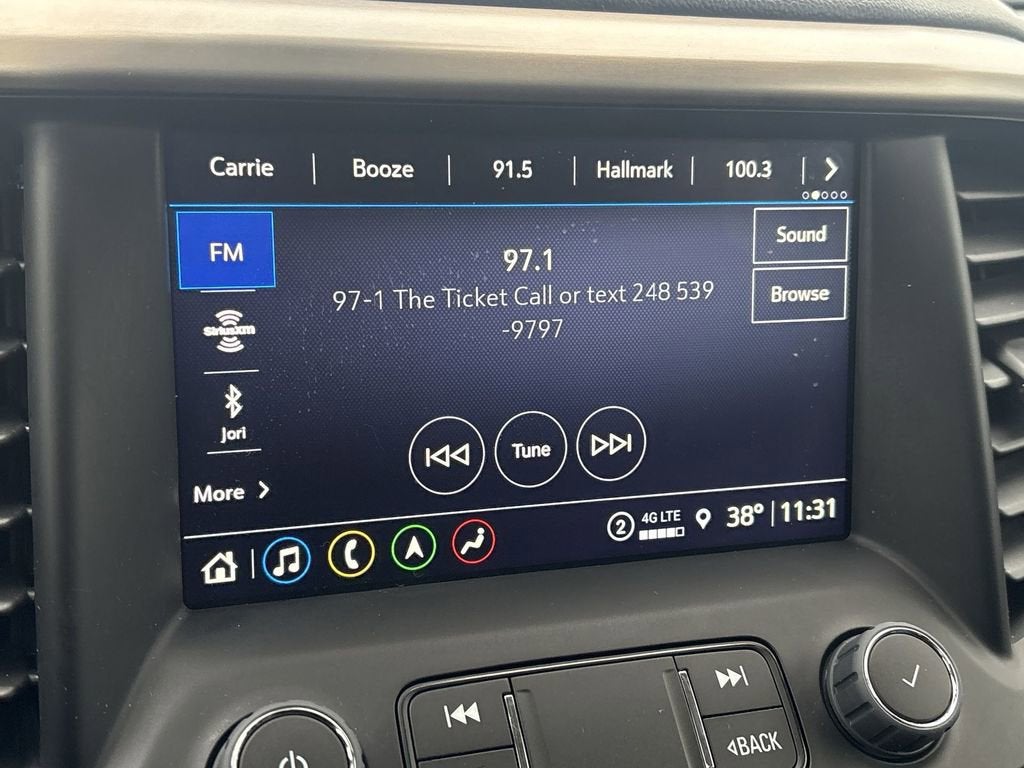 Carrie | Booze | 91.5 | Hallmark | 100.3
FM
97.1
Sound
97-1 The Ticket Call or text 248 539
-9797
Browse
SiriusXM
Jori
Tune
More
2 4G LTE 38° 11:31
BACK